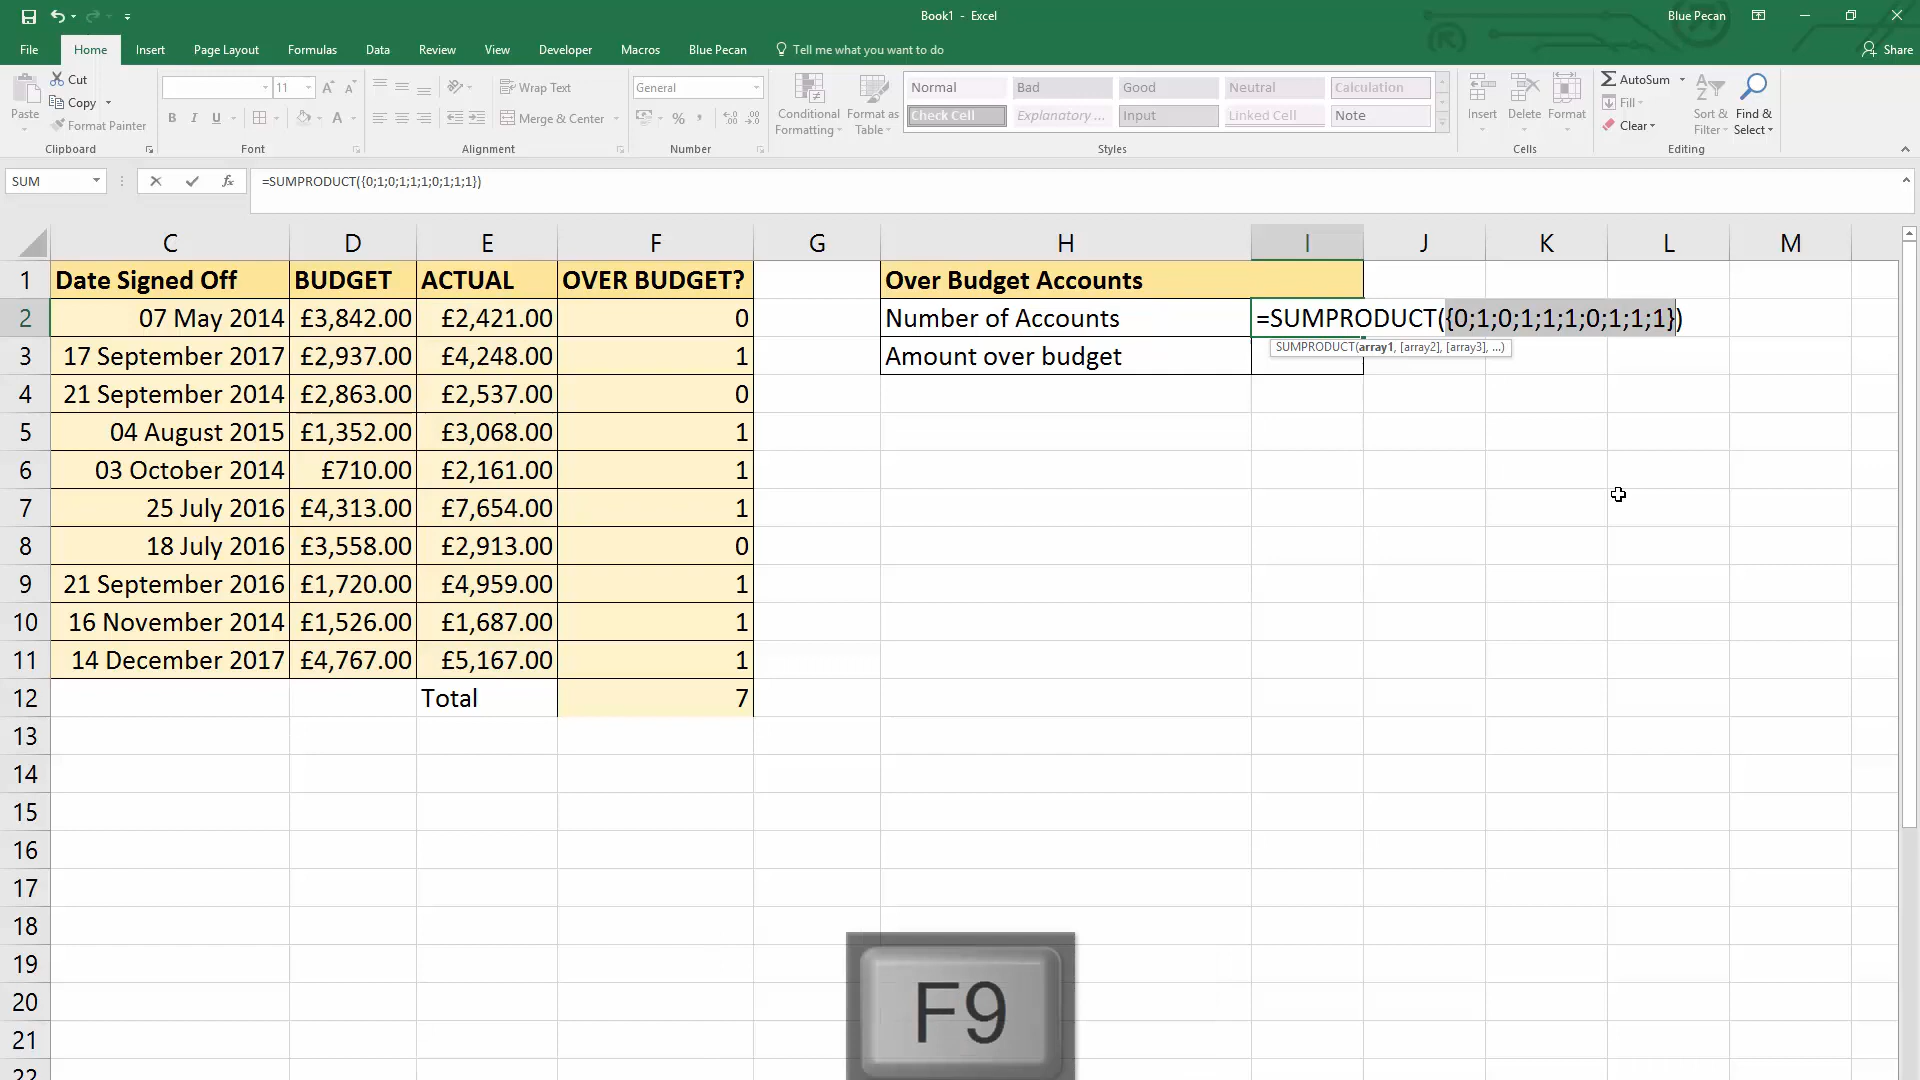 Book1 - Excel
Blue Pecan
File Home Insert Page Layout Formulas Data Review View Developer Macros Blue Pecan Tell me what you want to do Share
Paste
Cut
Copy
Format Painter
Clipboard
11
B I U
A
Font
Wrap Text
Merge & Center
Alignment
General
%
Number
Conditional Formatting
Format as Table
Normal Bad Good Neutral Calculation
Check Cell Explanatory ... Input Linked Cell Note
Styles
Insert Delete Format
Cells
AutoSum
Fill
Clear
Sort & Filter
Find & Select
Editing
SUM
fx
=SUMPRODUCT({0;1;0;1;1;1;0;1;1;1})
C D E F G H I J K L M
1 Date Signed Off BUDGET ACTUAL OVER BUDGET? Over Budget Accounts
2 07 May 2014 £3,842.00 £2,421.00 0 Number of Accounts =SUMPRODUCT({0;1;0;1;1;1;0;1;1;1})
SUMPRODUCT(array1, [array2], [array3], ...)
3 17 September 2017 £2,937.00 £4,248.00 1 Amount over budget
4 21 September 2014 £2,863.00 £2,537.00 0
5 04 August 2015 £1,352.00 £3,068.00 1
6 03 October 2014 £710.00 £2,161.00 1
7 25 July 2016 £4,313.00 £7,654.00 1
8 18 July 2016 £3,558.00 £2,913.00 0
9 21 September 2016 £1,720.00 £4,959.00 1
10 16 November 2014 £1,526.00 £1,687.00 1
11 14 December 2017 £4,767.00 £5,167.00 1
12 Total 7
13
14
15
16
17
18
19
20
21
22
F9